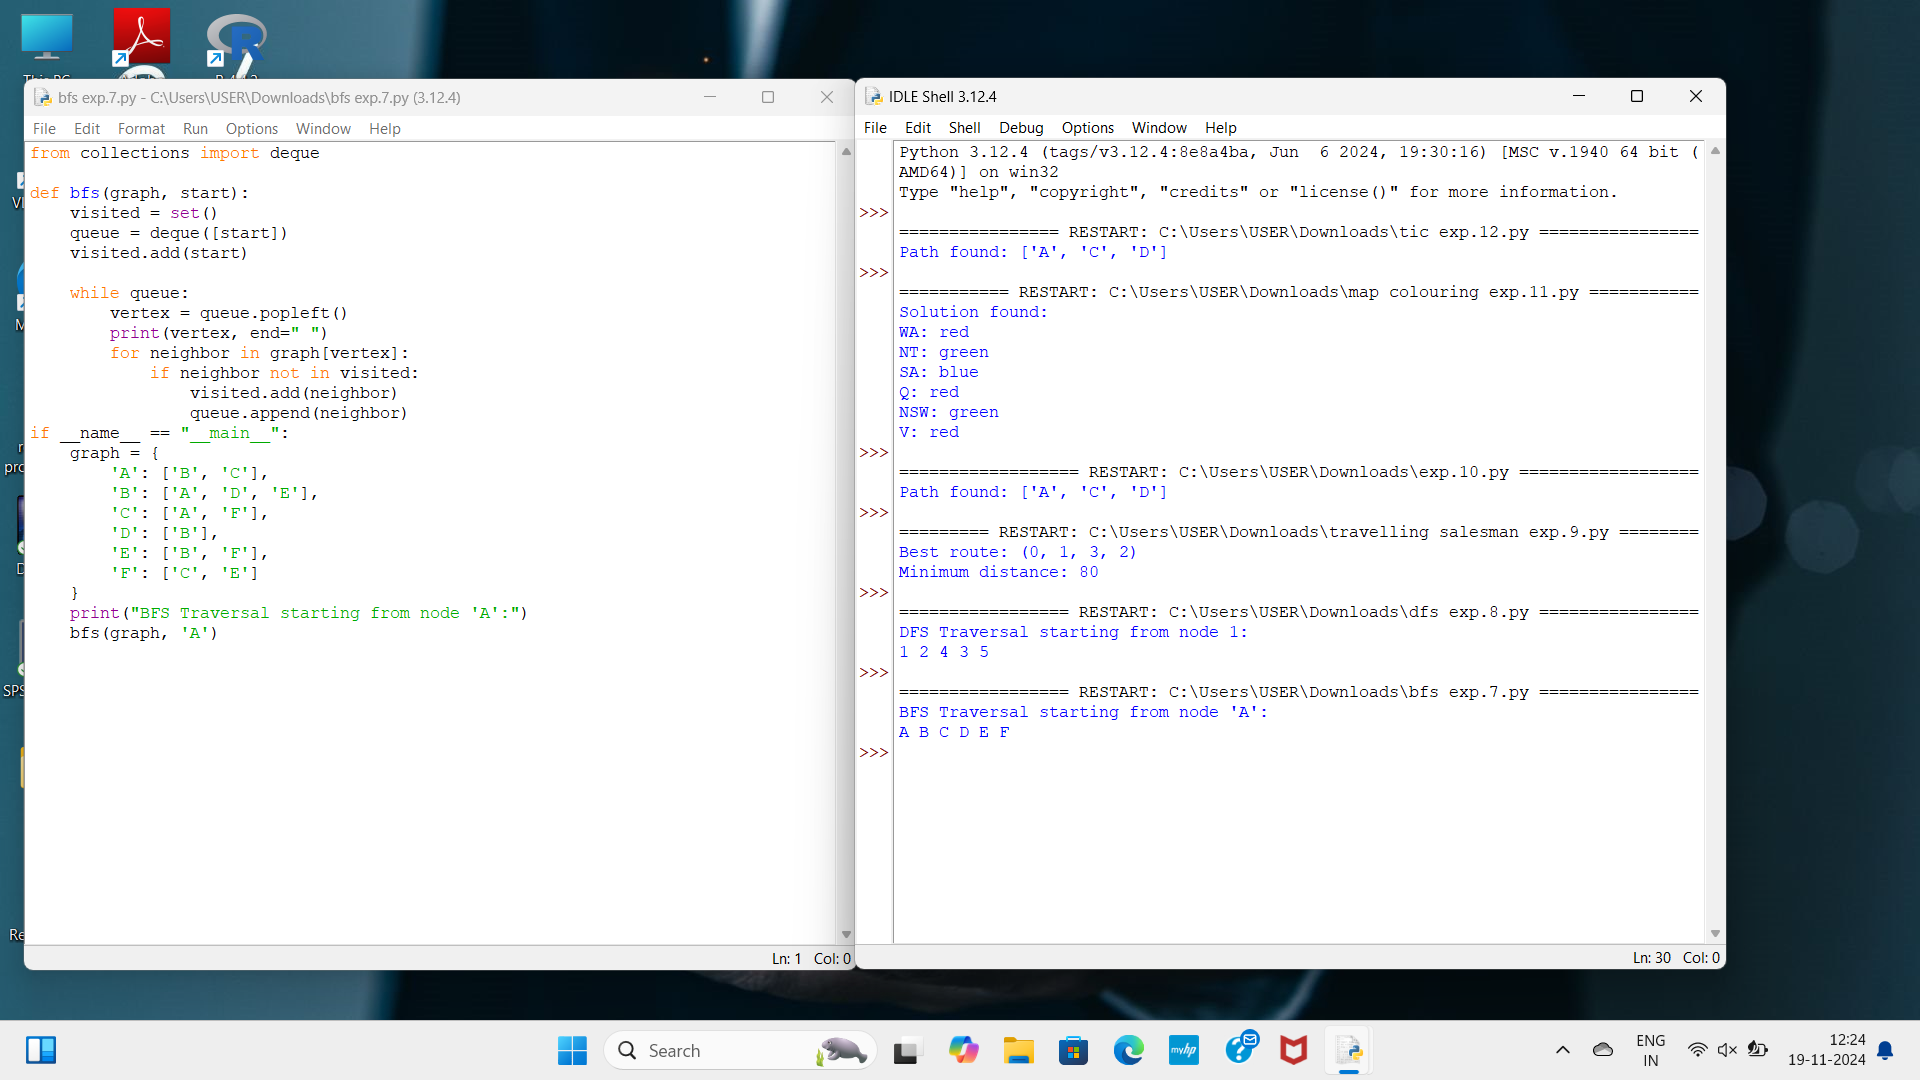 bfs exp.7.py - C:\Users\USER\Downloads\bfs exp.7.py (3.12.4)
File Edit Format Run Options Window Help
from collections import deque
def bfs(graph, start):
    visited = set()
    queue = deque([start])
    visited.add(start)
    while queue:
        vertex = queue.popleft()
        print(vertex, end=" ")
        for neighbor in graph[vertex]:
            if neighbor not in visited:
                visited.add(neighbor)
                queue.append(neighbor)
if __name__ == "__main__":
    graph = {
        'A': ['B', 'C'],
        'B': ['A', 'D', 'E'],
        'C': ['A', 'F'],
        'D': ['B'],
        'E': ['B', 'F'],
        'F': ['C', 'E']
    }
    print("BFS Traversal starting from node 'A':")
    bfs(graph, 'A')
Ln: 1 Col: 0
IDLE Shell 3.12.4
File Edit Shell Debug Options Window Help
Python 3.12.4 (tags/v3.12.4:8e8a4ba, Jun  6 2024, 19:30:16) [MSC v.1940 64 bit (
AMD64)] on win32
Type "help", "copyright", "credits" or "license()" for more information.
>>>
================ RESTART: C:\Users\USER\Downloads\tic exp.12.py ================
Path found: ['A', 'C', 'D']
>>>
=========== RESTART: C:\Users\USER\Downloads\map colouring exp.11.py ===========
Solution found:
WA: red
NT: green
SA: blue
Q: red
NSW: green
V: red
>>>
================== RESTART: C:\Users\USER\Downloads\exp.10.py ==================
Path found: ['A', 'C', 'D']
>>>
========= RESTART: C:\Users\USER\Downloads\travelling salesman exp.9.py ========
Best route: (0, 1, 3, 2)
Minimum distance: 80
>>>
================= RESTART: C:\Users\USER\Downloads\dfs exp.8.py ================
DFS Traversal starting from node 1:
1 2 4 3 5
>>>
================= RESTART: C:\Users\USER\Downloads\bfs exp.7.py ================
BFS Traversal starting from node 'A':
A B C D E F
>>>
Ln: 30 Col: 0
Search
myhp
ENG
IN
12:24
19-11-2024